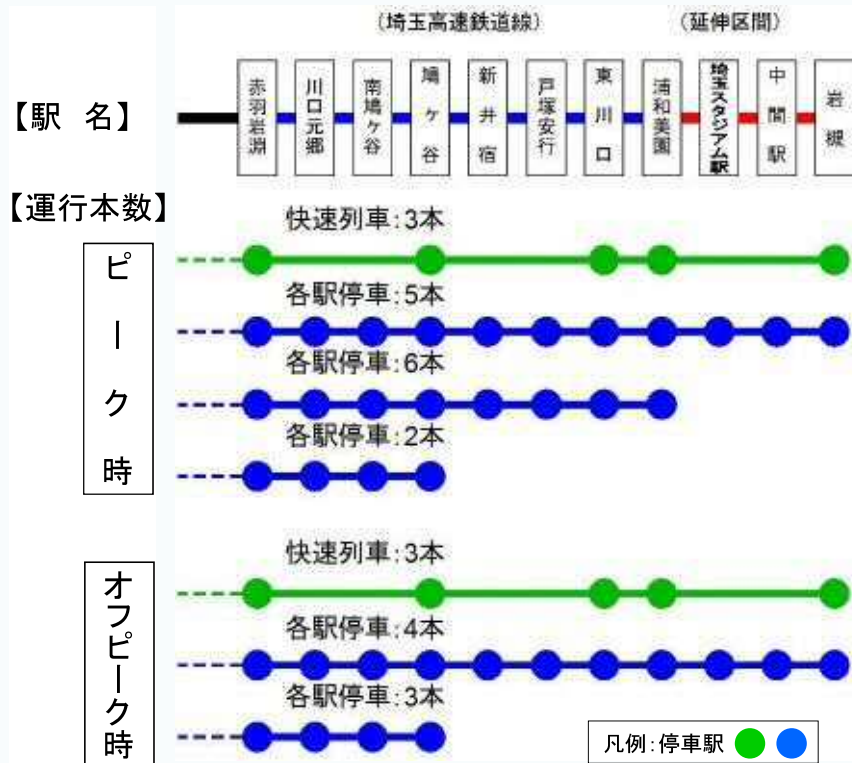 （埼玉高速鉄道線）
（延伸区間）
【駅 名】
赤羽岩淵
川口元郷
南鳩ヶ谷
鳩ヶ谷
新井宿
戸塚安行
東川口
浦和美園
埼玉スタジアム駅
中間駅
岩槻
【運行本数】
ピーク時
快速列車：3本
各駅停車：5本
各駅停車：6本
各駅停車：2本
オフピーク時
快速列車：3本
各駅停車：4本
各駅停車：3本
凡例：停車駅